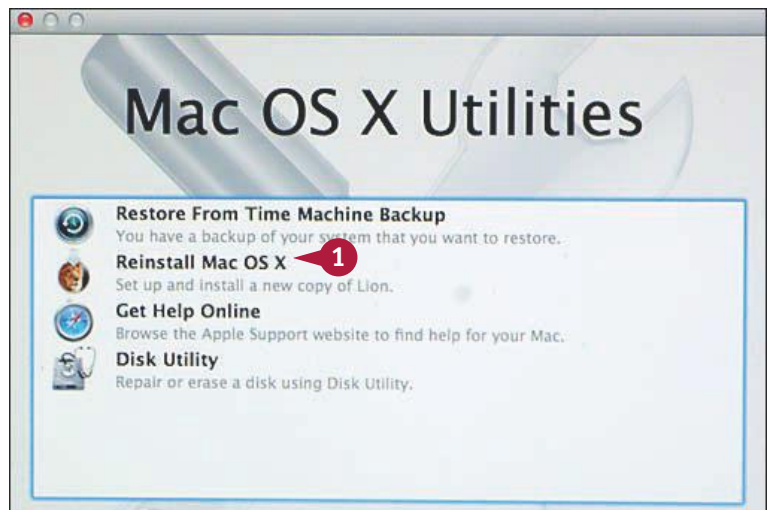 Mac OS X Utilities
Restore From Time Machine Backup
You have a backup of your system that you want to restore.
Reinstall Mac OS X
1
Set up and install a new copy of Lion.
Get Help Online
Browse the Apple Support website to find help for your Mac.
Disk Utility
Repair or erase a disk using Disk Utility.